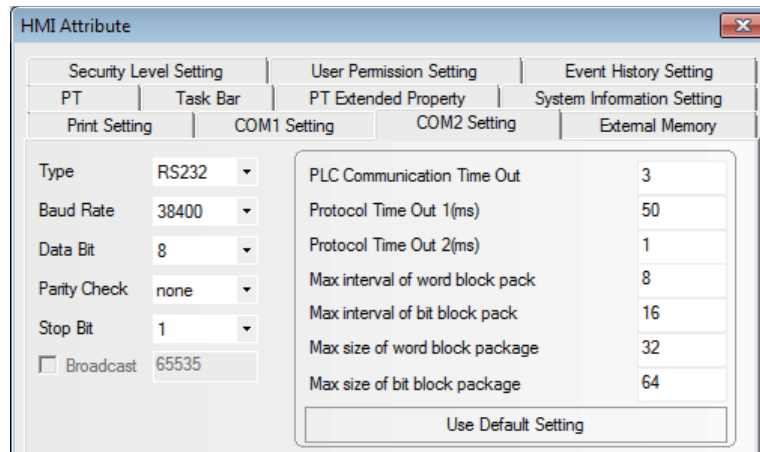 HMI Attribute
Security Level Setting User Permission Setting Event History Setting
PT Task Bar PT Extended Property System Information Setting
Print Setting COM1 Setting COM2 Setting External Memory
Type RS232
Baud Rate 38400
Data Bit 8
Parity Check none
Stop Bit 1
Broadcast 65535
PLC Communication Time Out 3
Protocol Time Out 1(ms) 50
Protocol Time Out 2(ms) 1
Max interval of word block pack 8
Max interval of bit block pack 16
Max size of word block package 32
Max size of bit block package 64
Use Default Setting